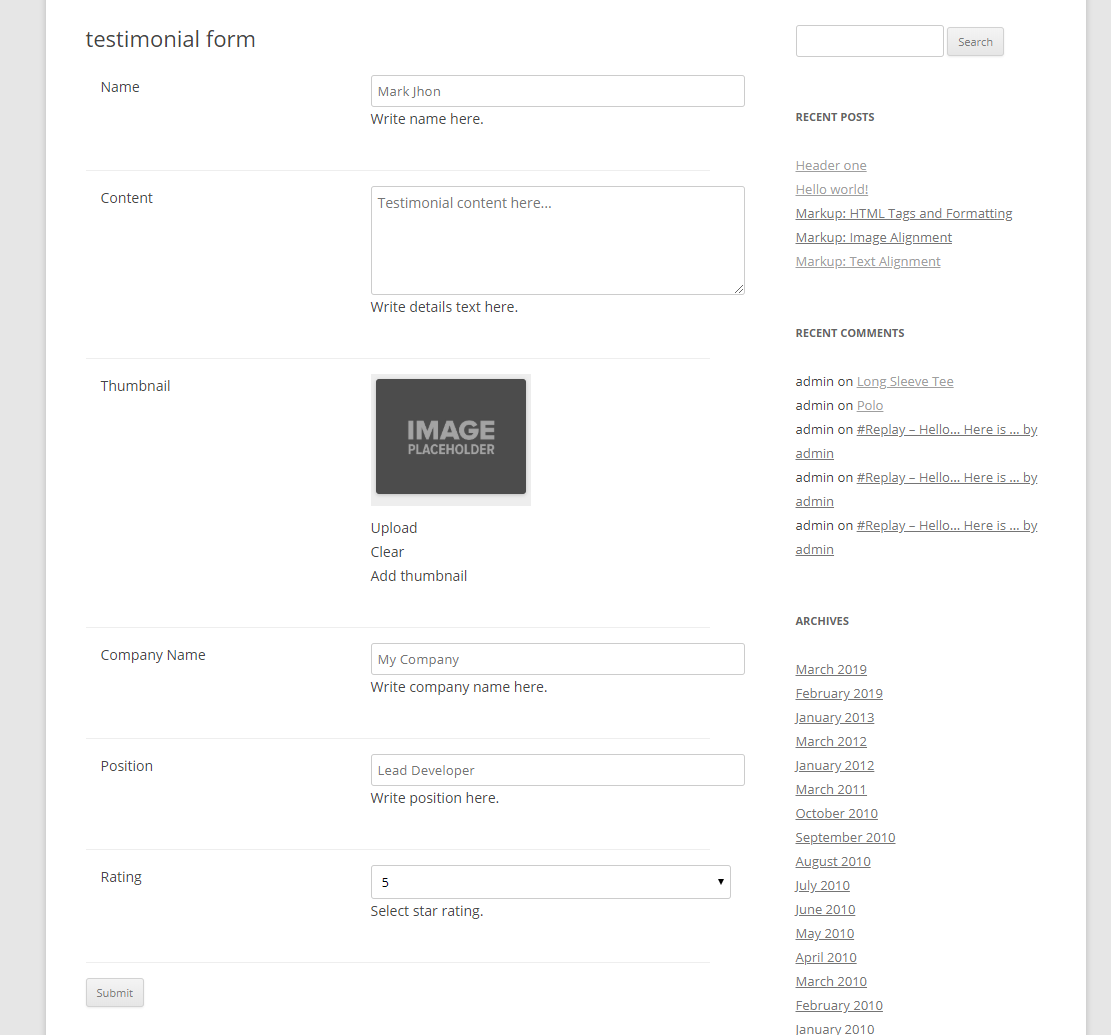 testimonial form
Name
Mark Jhon
Write name here.
Content
Testimonial content here...
Write details text here.
Thumbnail
IMAGE
PLACEHOLDER
Upload
Clear
Add thumbnail
Company Name
My Company
Write company name here.
Position
Lead Developer
Write position here.
Rating
5
Select star rating.
Submit
Search
RECENT POSTS
Header one
Hello world!
Markup: HTML Tags and Formatting
Markup: Image Alignment
Markup: Text Alignment
RECENT COMMENTS
admin on Long Sleeve Tee
admin on Polo
admin on #Replay – Hello… Here is … by
admin
admin on #Replay – Hello… Here is … by
admin
admin on #Replay – Hello… Here is … by
admin
ARCHIVES
March 2019
February 2019
January 2013
March 2012
January 2012
March 2011
October 2010
September 2010
August 2010
July 2010
June 2010
May 2010
April 2010
March 2010
February 2010
January 2010